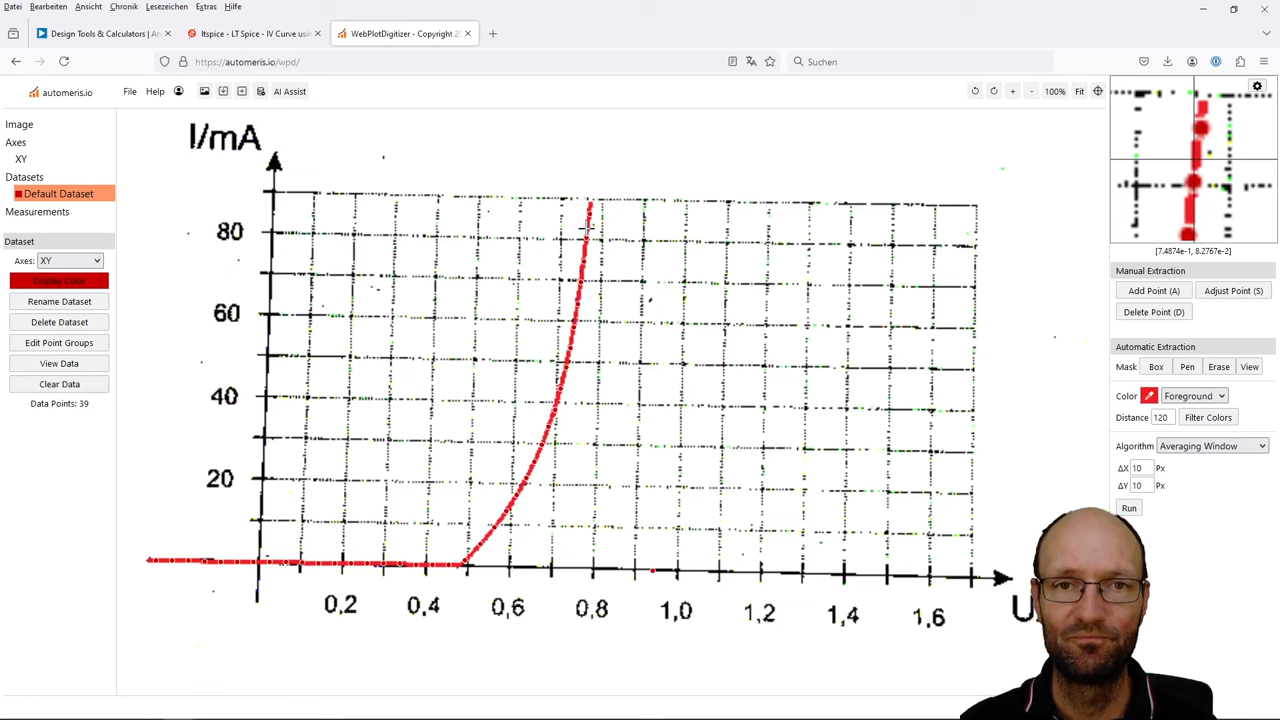 Datei Bearbeiten Ansicht Chronik Lesezeichen Extras Hilfe
Design Tools & Calculators | An
ltspice - LT Spice - IV Curve using
WebPlotDigitizer - Copyright 2
https://automeris.io/wpd/
Suchen
automeris.io
File Help
AI Assist
100% Fit
Image
Axes
XY
Datasets
Default Dataset
Measurements
Dataset
Axes: XY
Display Color
Rename Dataset
Delete Dataset
Edit Point Groups
View Data
Clear Data
Data Points: 39
I/mA
80
60
40
20
0,2 0,4 0,6 0,8 1,0 1,2 1,4 1,6
[7.4874e-1, 8.2767e-2]
Manual Extraction
Add Point (A) Adjust Point (S)
Delete Point (D)
Automatic Extraction
Mask Box Pen Erase View
Color Foreground
Distance 120 Filter Colors
Algorithm Averaging Window
ΔX 10 Px
ΔY 10 Px
Run